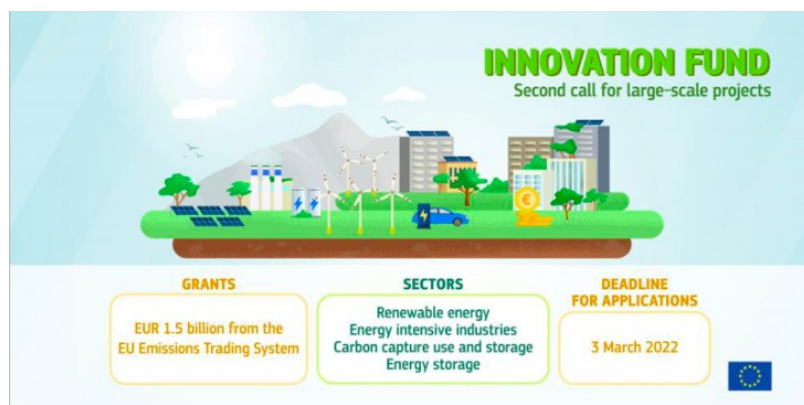 INNOVATION FUND
Second call for large-scale projects
GRANTS
EUR 1.5 billion from the
EU Emissions Trading System
SECTORS
Renewable energy
Energy intensive industries
Carbon capture use and storage
Energy storage
DEADLINE
FOR APPLICATIONS
3 March 2022
€